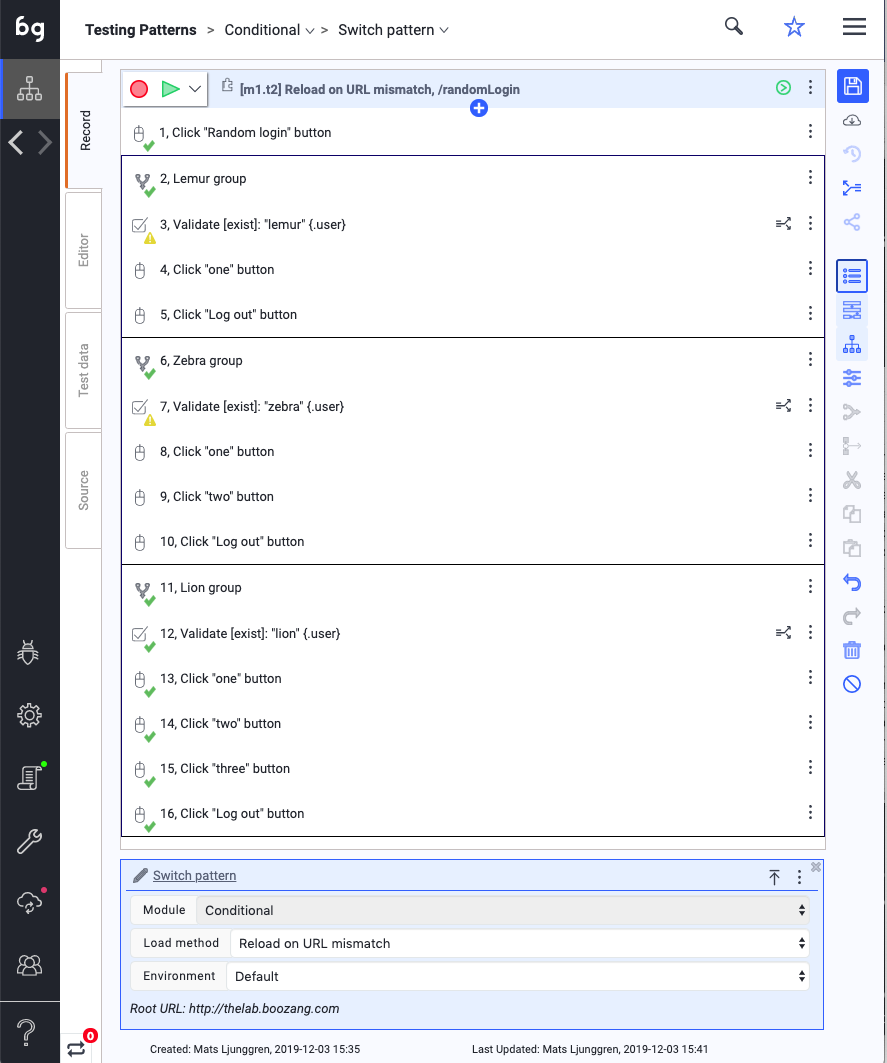 bg
Testing Patterns > Conditional > Switch pattern
Record
Editor
Test data
Source
[m1.t2] Reload on URL mismatch, /randomLogin
1, Click "Random login" button
2, Lemur group
3, Validate [exist]: "lemur" {.user}
4, Click "one" button
5, Click "Log out" button
6, Zebra group
7, Validate [exist]: "zebra" {.user}
8, Click "one" button
9, Click "two" button
10, Click "Log out" button
11, Lion group
12, Validate [exist]: "lion" {.user}
13, Click "one" button
14, Click "two" button
15, Click "three" button
16, Click "Log out" button
Switch pattern
Module Conditional
Load method Reload on URL mismatch
Environment Default
Root URL: http://thelab.boozang.com
0
Created: Mats Ljunggren, 2019-12-03 15:35 Last Updated: Mats Ljunggren, 2019-12-03 15:41